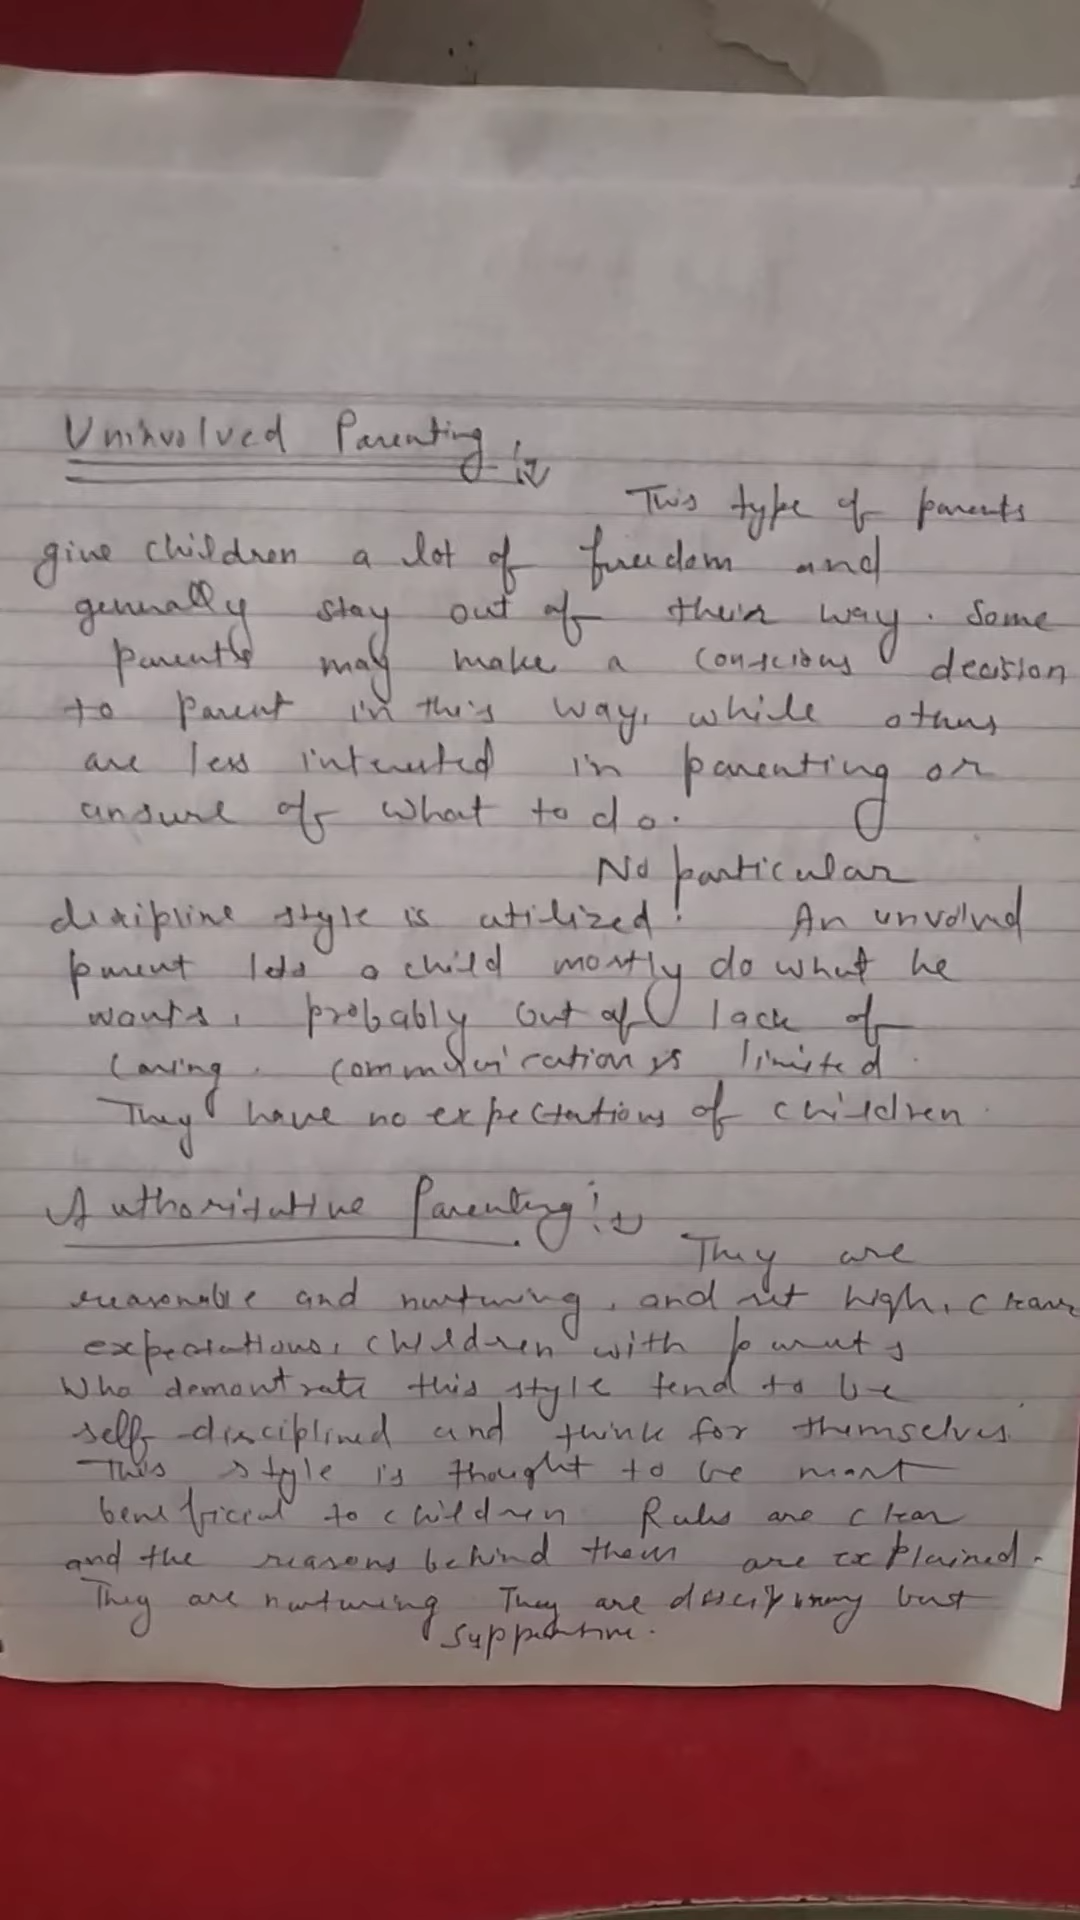 Uninvolved Parenting :-
This type of parents
give children a lot of freedom and
generally stay out of their way. Some
parents may make a conscious decision
to parent in this way, while others
are less interested in parenting or
unsure of what to do.
No particular
discipline style is utilized. An unvolved
parent lets a child mostly do what he
wants, probably out of lack of
caring. Communication is limited.
They have no expectations of children.
Authoritative Parenting :-
They are
reasonable and nurturing, and set high, clear
expectations, children with parents
who demontrate this style tend to be
self-disciplined and think for themselves.
This style is thought to be most
beneficial to children Rules are clear
and the reasons behind them are explained.
They are nurturing They are but
supportive.